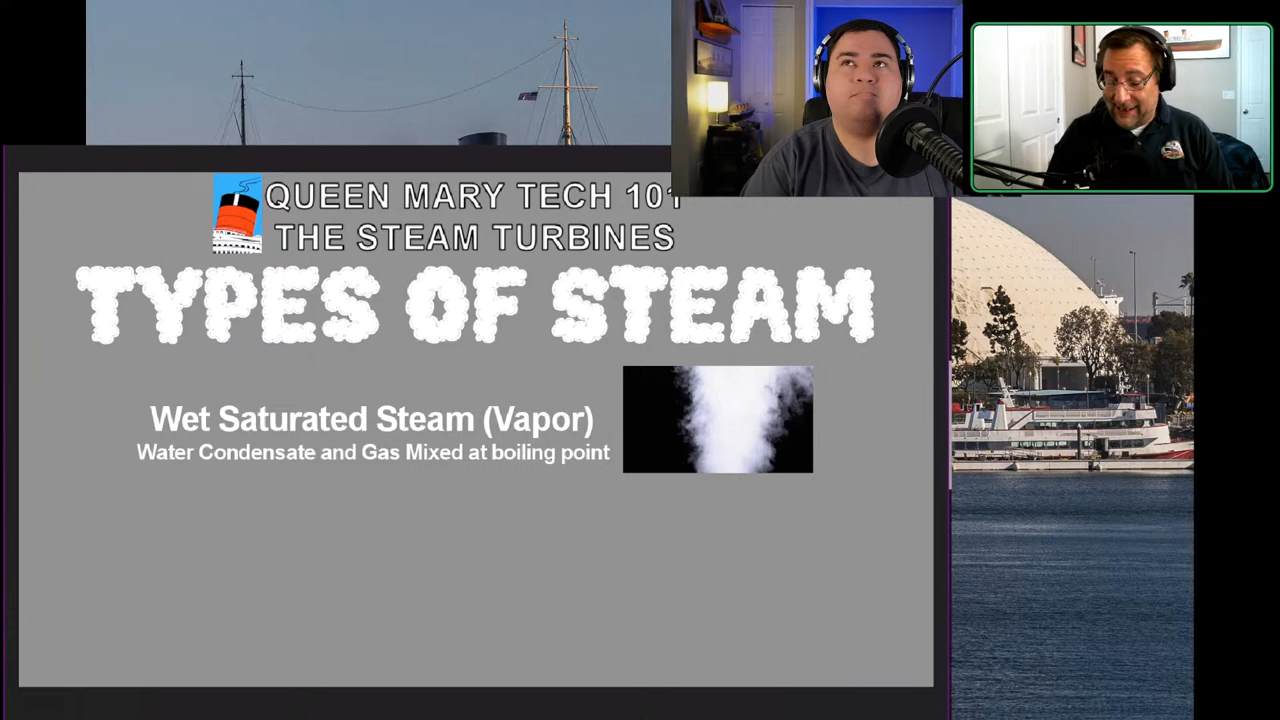 QUEEN MARY TECH 101
THE STEAM TURBINES
TYPES OF STEAM
Wet Saturated Steam (Vapor)
Water Condensate and Gas Mixed at boiling point